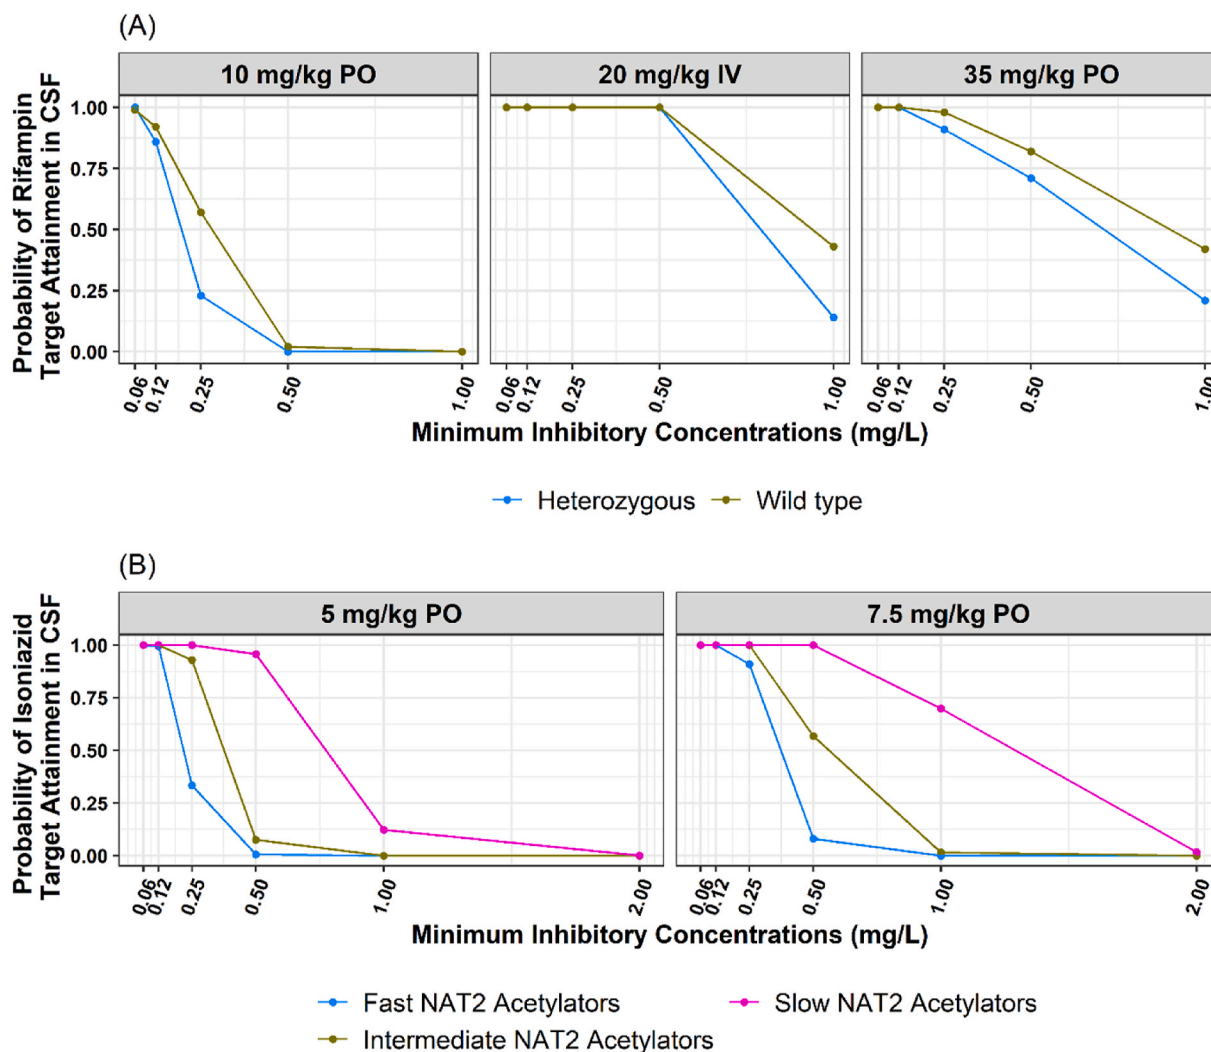 (A)
10 mg/kg PO
20 mg/kg IV
35 mg/kg PO
Probability of Rifampin
Target Attainment in CSF
1.00
0.75
0.50
0.25
0.00
0.06
0.12
0.25
0.50
1.00
0.06
0.12
0.25
0.50
1.00
0.06
0.12
0.25
0.50
1.00
Minimum Inhibitory Concentrations (mg/L)
Heterozygous
Wild type
(B)
5 mg/kg PO
7.5 mg/kg PO
Probability of Isoniazid
Target Attainment in CSF
1.00
0.75
0.50
0.25
0.00
0.06
0.12
0.25
0.50
1.00
2.00
0.06
0.12
0.25
0.50
1.00
2.00
Minimum Inhibitory Concentrations (mg/L)
Fast NAT2 Acetylators
Slow NAT2 Acetylators
Intermediate NAT2 Acetylators